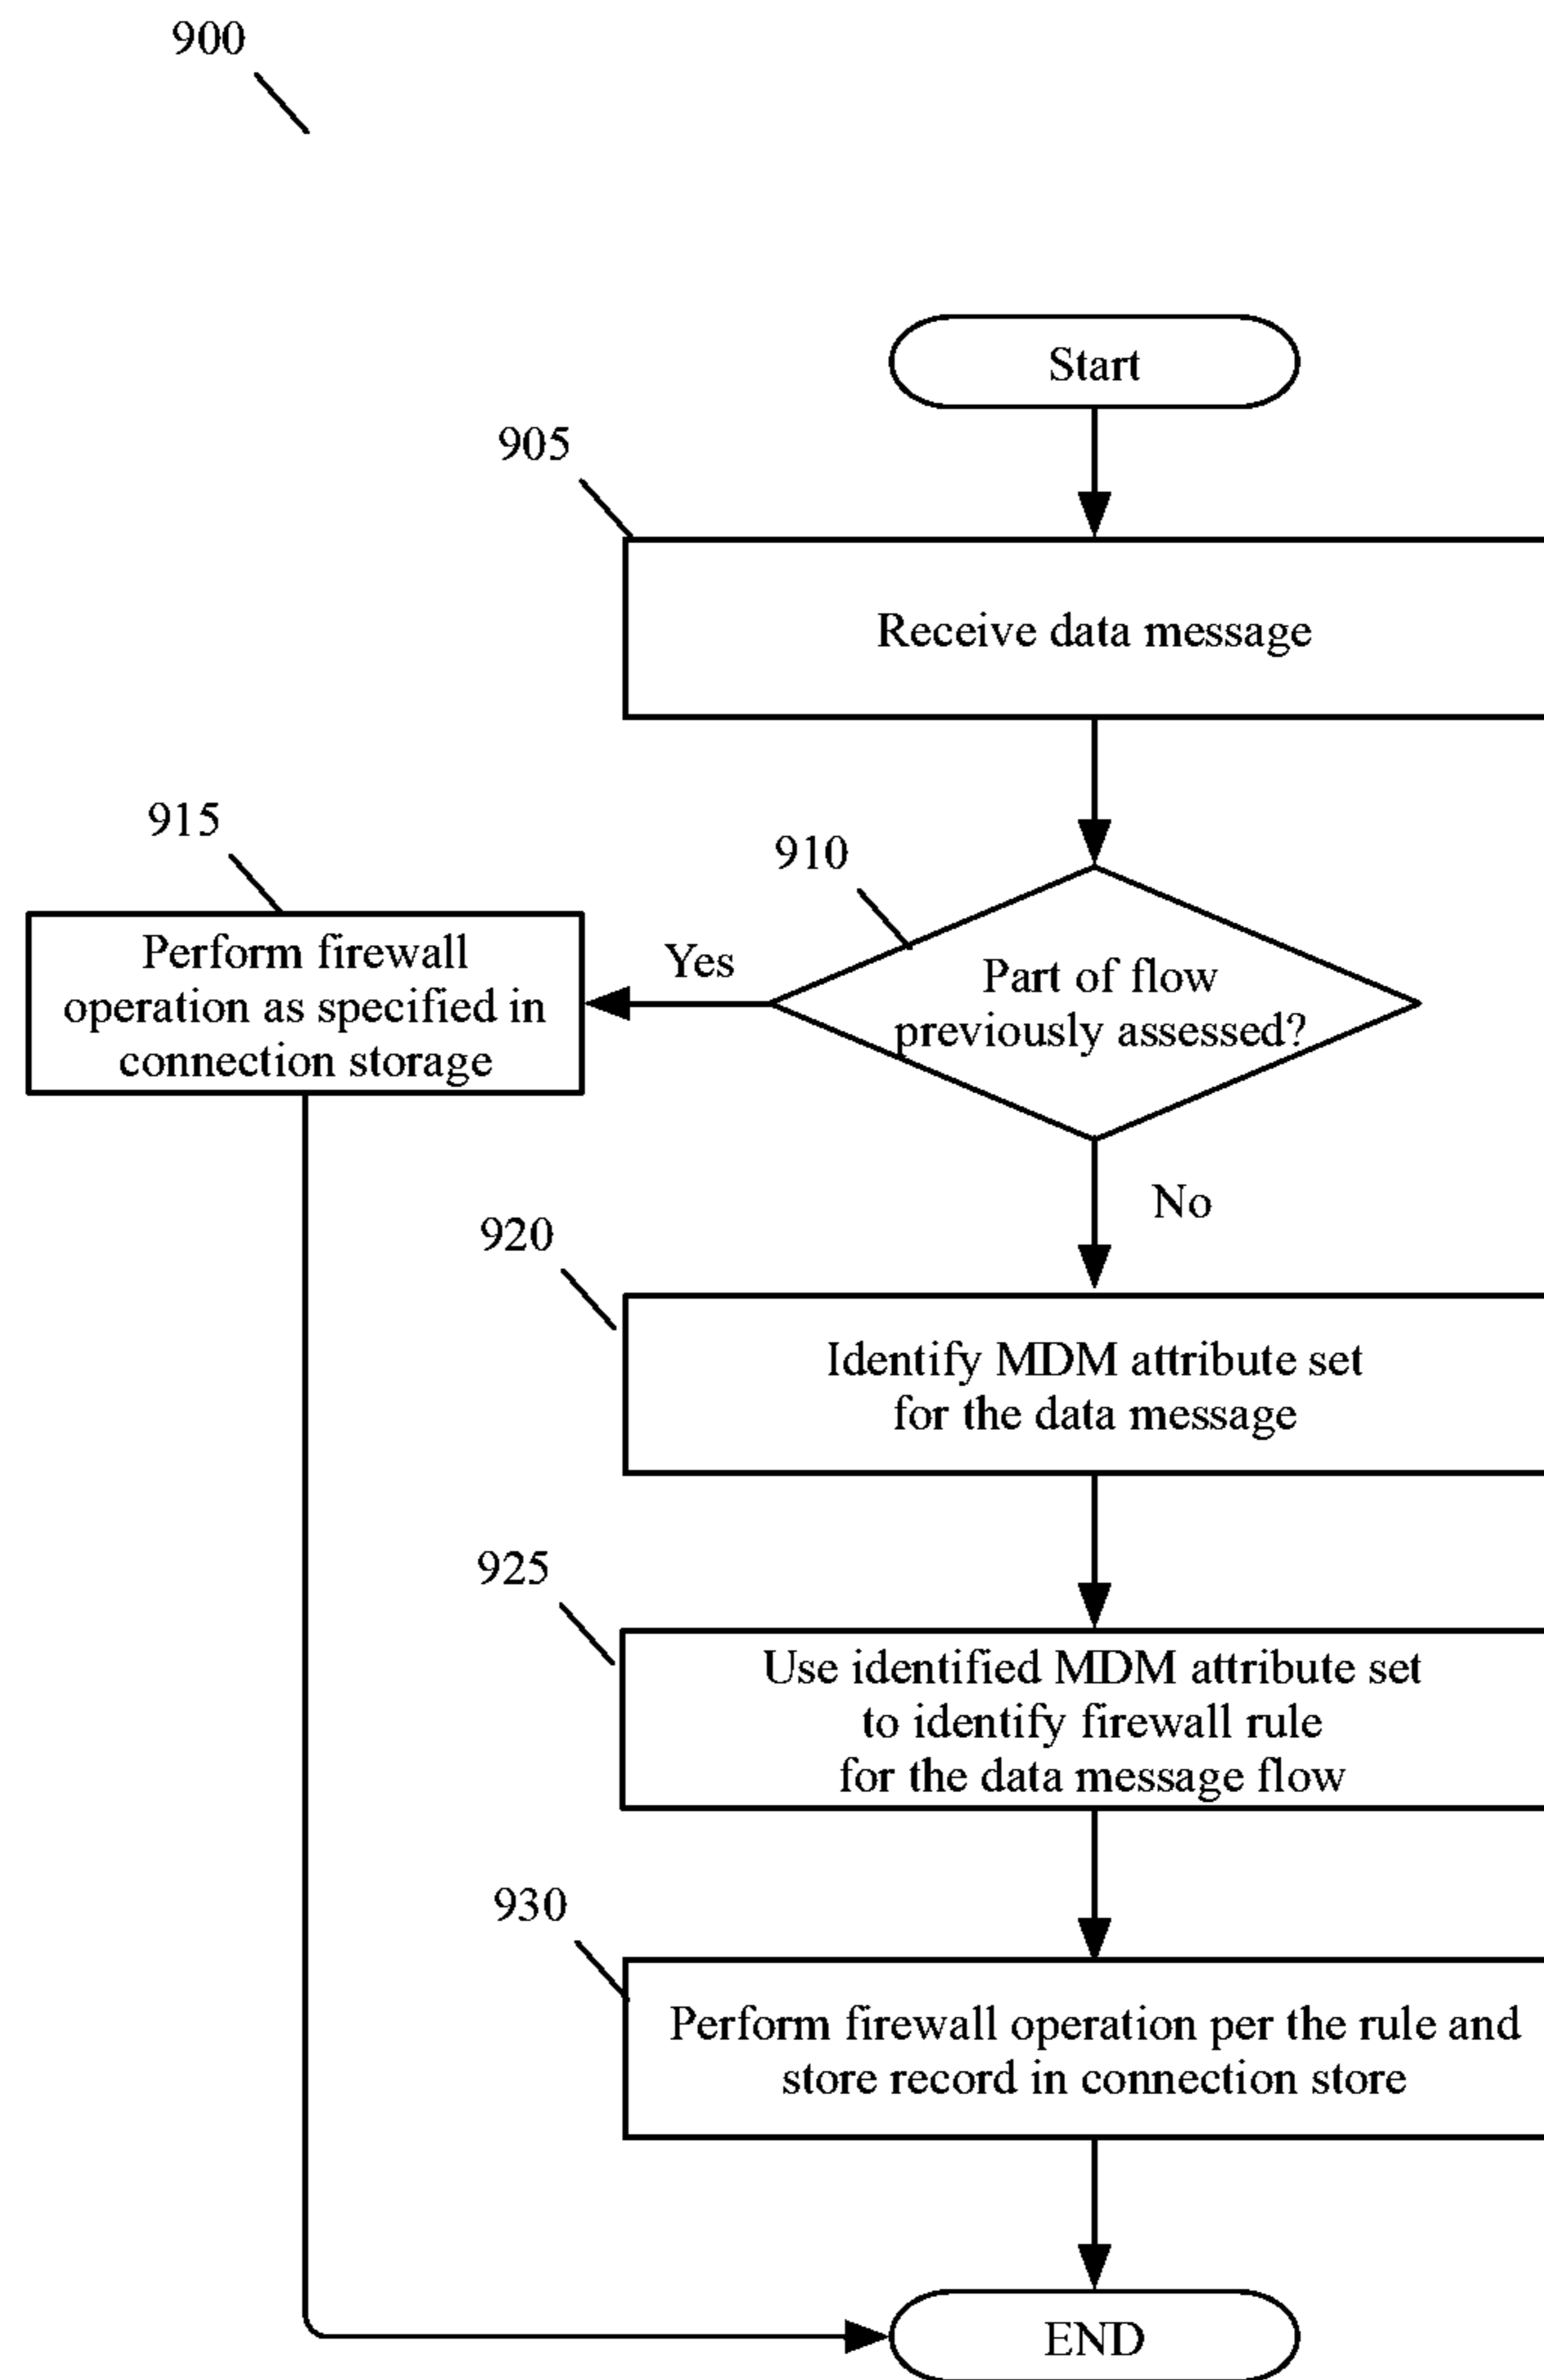 900
Start
905
Receive data message
915
910
Perform firewall
operation as specified in
connection storage
Yes
Part of flow
previously assessed?
No
920
Identify MDM attribute set
for the data message
925
Use identified MDM attribute set
to identify firewall rule
for the data message flow
930
Perform firewall operation per the rule and
store record in connection store
END